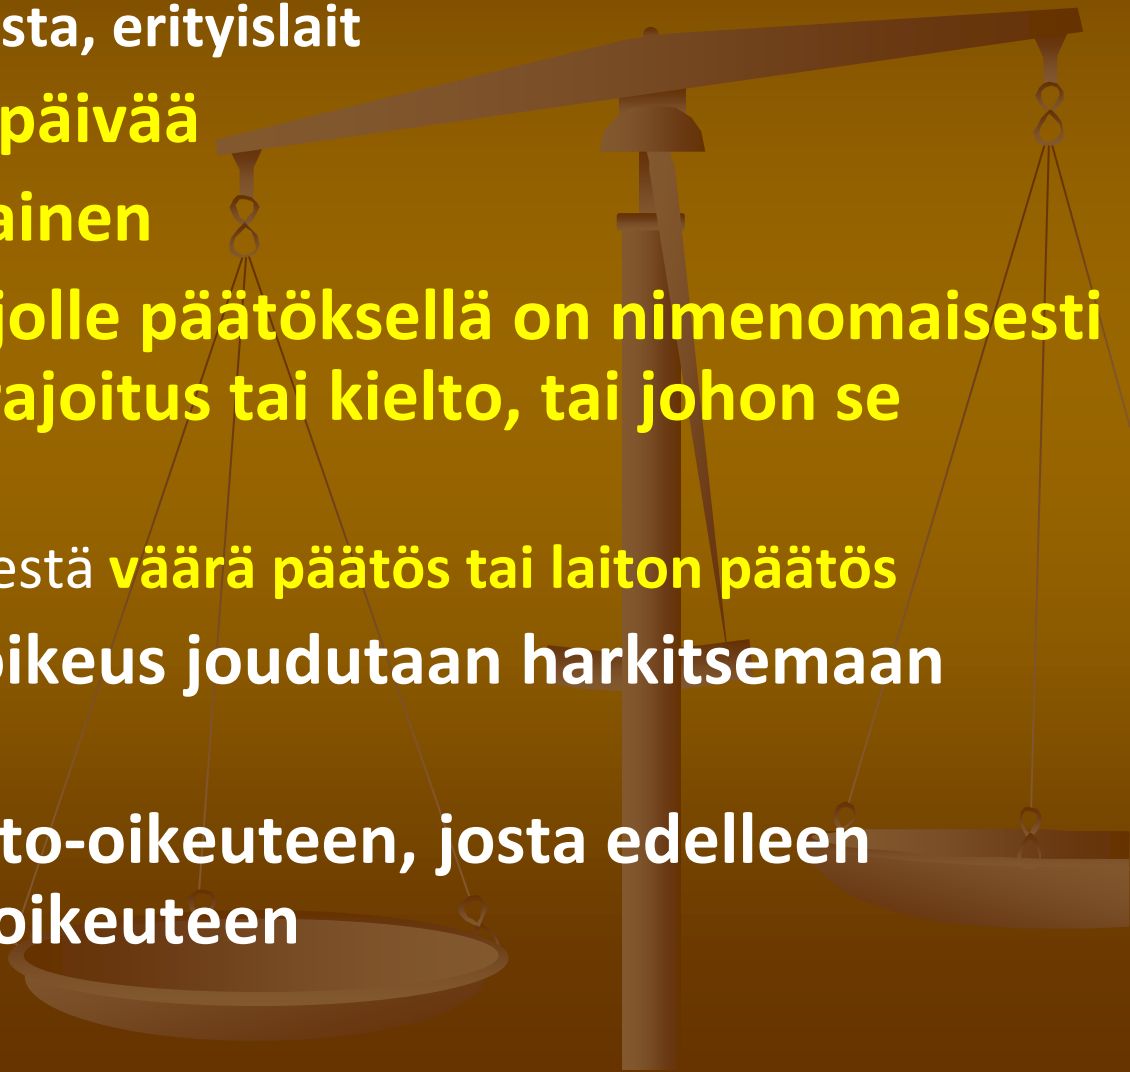 sta, erityislait
päivää
ainen
jolle päätöksellä on nimenomaisesti
ajoitus tai kielto, tai johon se
estä väärä päätös tai laiton päätös
oikeus joudutaan harkitsemaan
to-oikeuteen, josta edelleen
oikeuteen